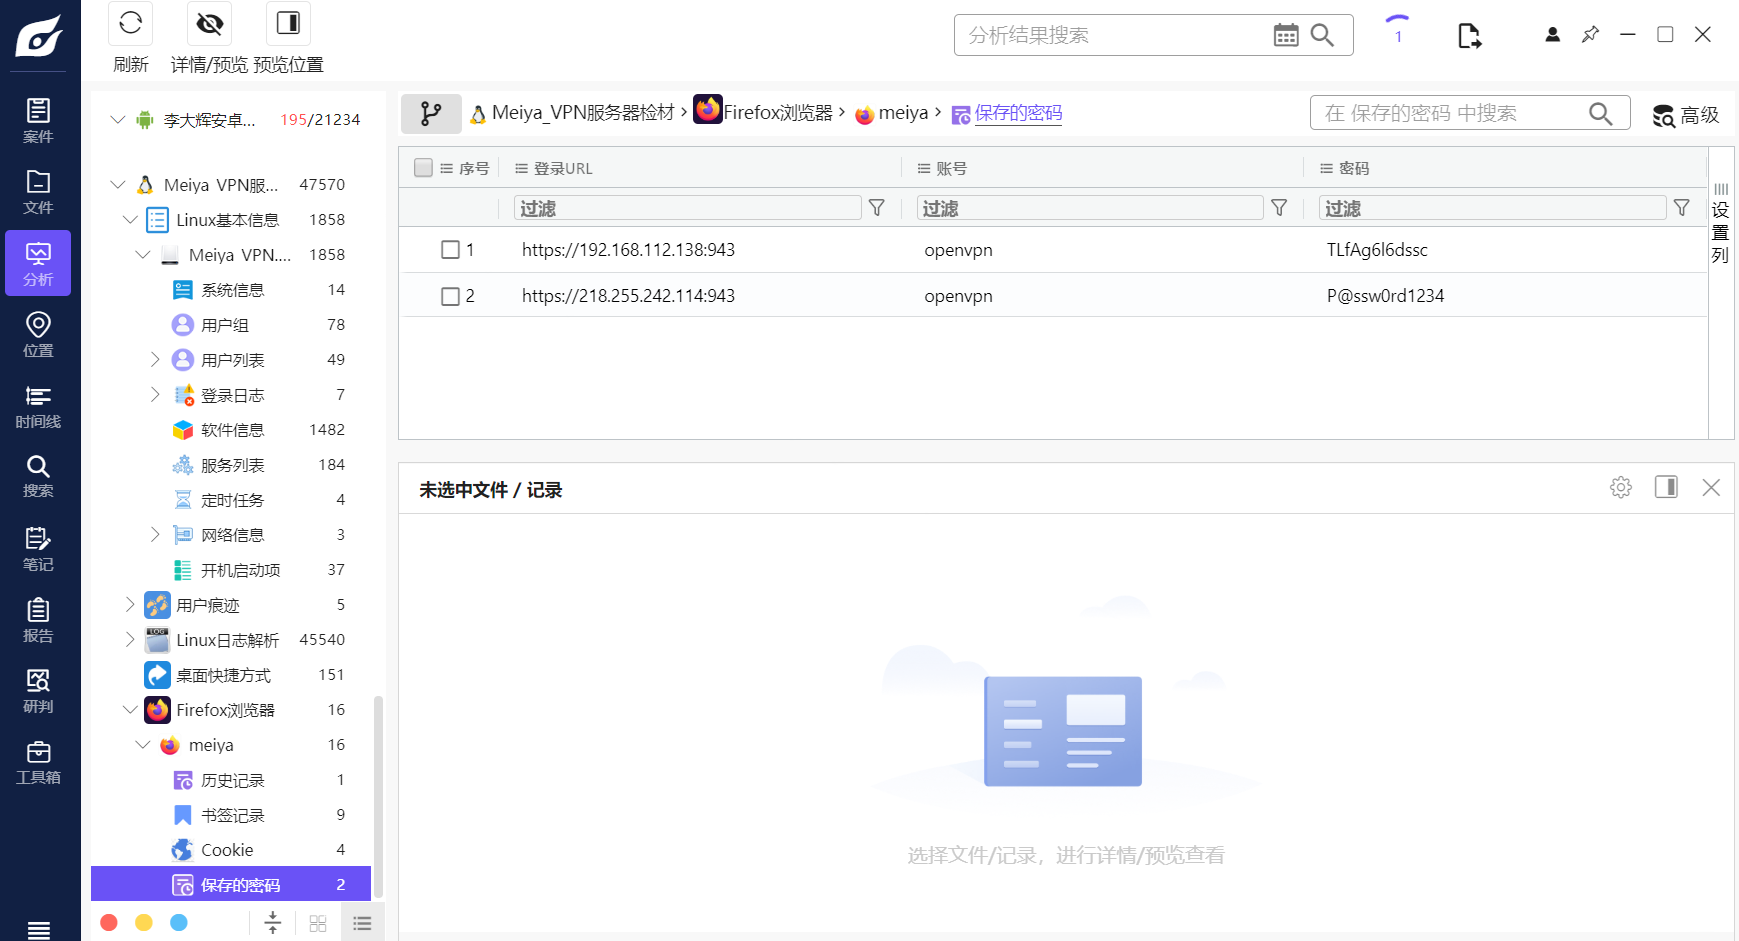 刷新
详情/预览
预览位置
分析结果搜索
1
案件
文件
分析
位置
时间线
搜索
笔记
报告
研判
工具箱
李大辉安卓... 195/21234
Meiya_VPN服... 47570
Linux基本信息 1858
Meiya_VPN.... 1858
系统信息 14
用户组 78
用户列表 49
登录日志 7
软件信息 1482
服务列表 184
定时任务 4
网络信息 3
开机启动项 37
用户痕迹 5
LOG
Linux日志解析 45540
桌面快捷方式 151
Firefox浏览器 16
meiya 16
历史记录 1
书签记录 9
Cookie 4
保存的密码 2
Meiya_VPN服务器检材 › Firefox浏览器 › meiya › 保存的密码
在 保存的密码 中搜索
高级
序号 登录URL 账号 密码
过滤 过滤 过滤
1 https://192.168.112.138:943 openvpn TLfAg6l6dssc
2 https://218.255.242.114:943 openvpn P@ssw0rd1234
设置列
未选中文件 / 记录
选择文件/记录，进行详情/预览查看